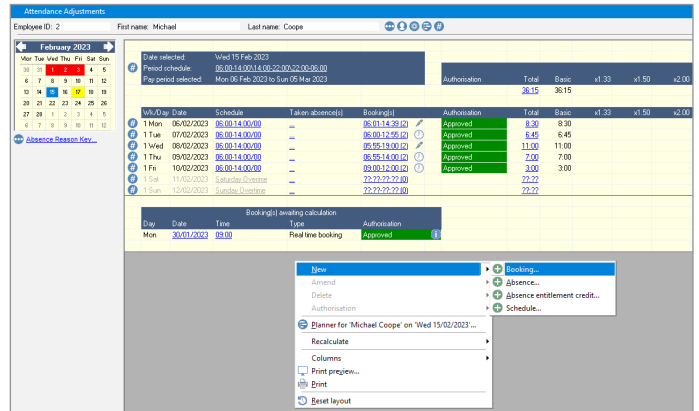 Attendance Adjustments
Employee ID: 2 First name: Michael Last name: Coope
February 2023
Mon Tue Wed Thu Fri Sat Sun
30 31 1 2 3 4 5
6 7 8 9 10 11 12
13 14 15 16 17 18 19
20 21 22 23 24 25 26
27 28 1 2 3 4 5
6 7 8 9 10 11 12
Absence Reason Key...
Date selected: Wed 15 Feb 2023
Period schedule: 06:00-14:00\14:00-22:00\22:00-06:00
Pay period selected: Mon 06 Feb 2023 to Sun 05 Mar 2023
Authorisation Total Basic x1.33 x1.50 x2.00
36:15 36:15
Wk/Day Date Schedule Taken absence(s) Booking(s) Authorisation Total Basic x1.33 x1.50 x2.00
1 Mon 06/02/2023 06:00-14:00/00 ... 06:01-14:39 (2) Approved 8:30 8:30
1 Tue 07/02/2023 06:00-14:00/00 ... 06:00-12:55 (2) Approved 6:45 6:45
1 Wed 08/02/2023 06:00-14:00/00 ... 05:55-19:00 (2) Approved 11:00 11:00
1 Thu 09/02/2023 06:00-14:00/00 ... 06:55-14:00 (2) Approved 7:00 7:00
1 Fri 10/02/2023 06:00-14:00/00 ... 09:00-12:00 (2) Approved 3:00 3:00
1 Sat 11/02/2023 Saturday Overtime ... ??:??-??:?? (0) ??:??
1 Sun 12/02/2023 Sunday Overtime ... ??:??-??:?? (0) ??:??
Booking(s) awaiting calculation
Day Date Time Type Authorisation
Mon 30/01/2023 09:00 Real time booking Approved
New
Amend
Delete
Authorisation
Planner for 'Michael Coope' on 'Wed 15/02/2023'...
Recalculate
Columns
Print preview...
Print
Reset layout
Booking...
Absence...
Absence entitlement credit...
Schedule...